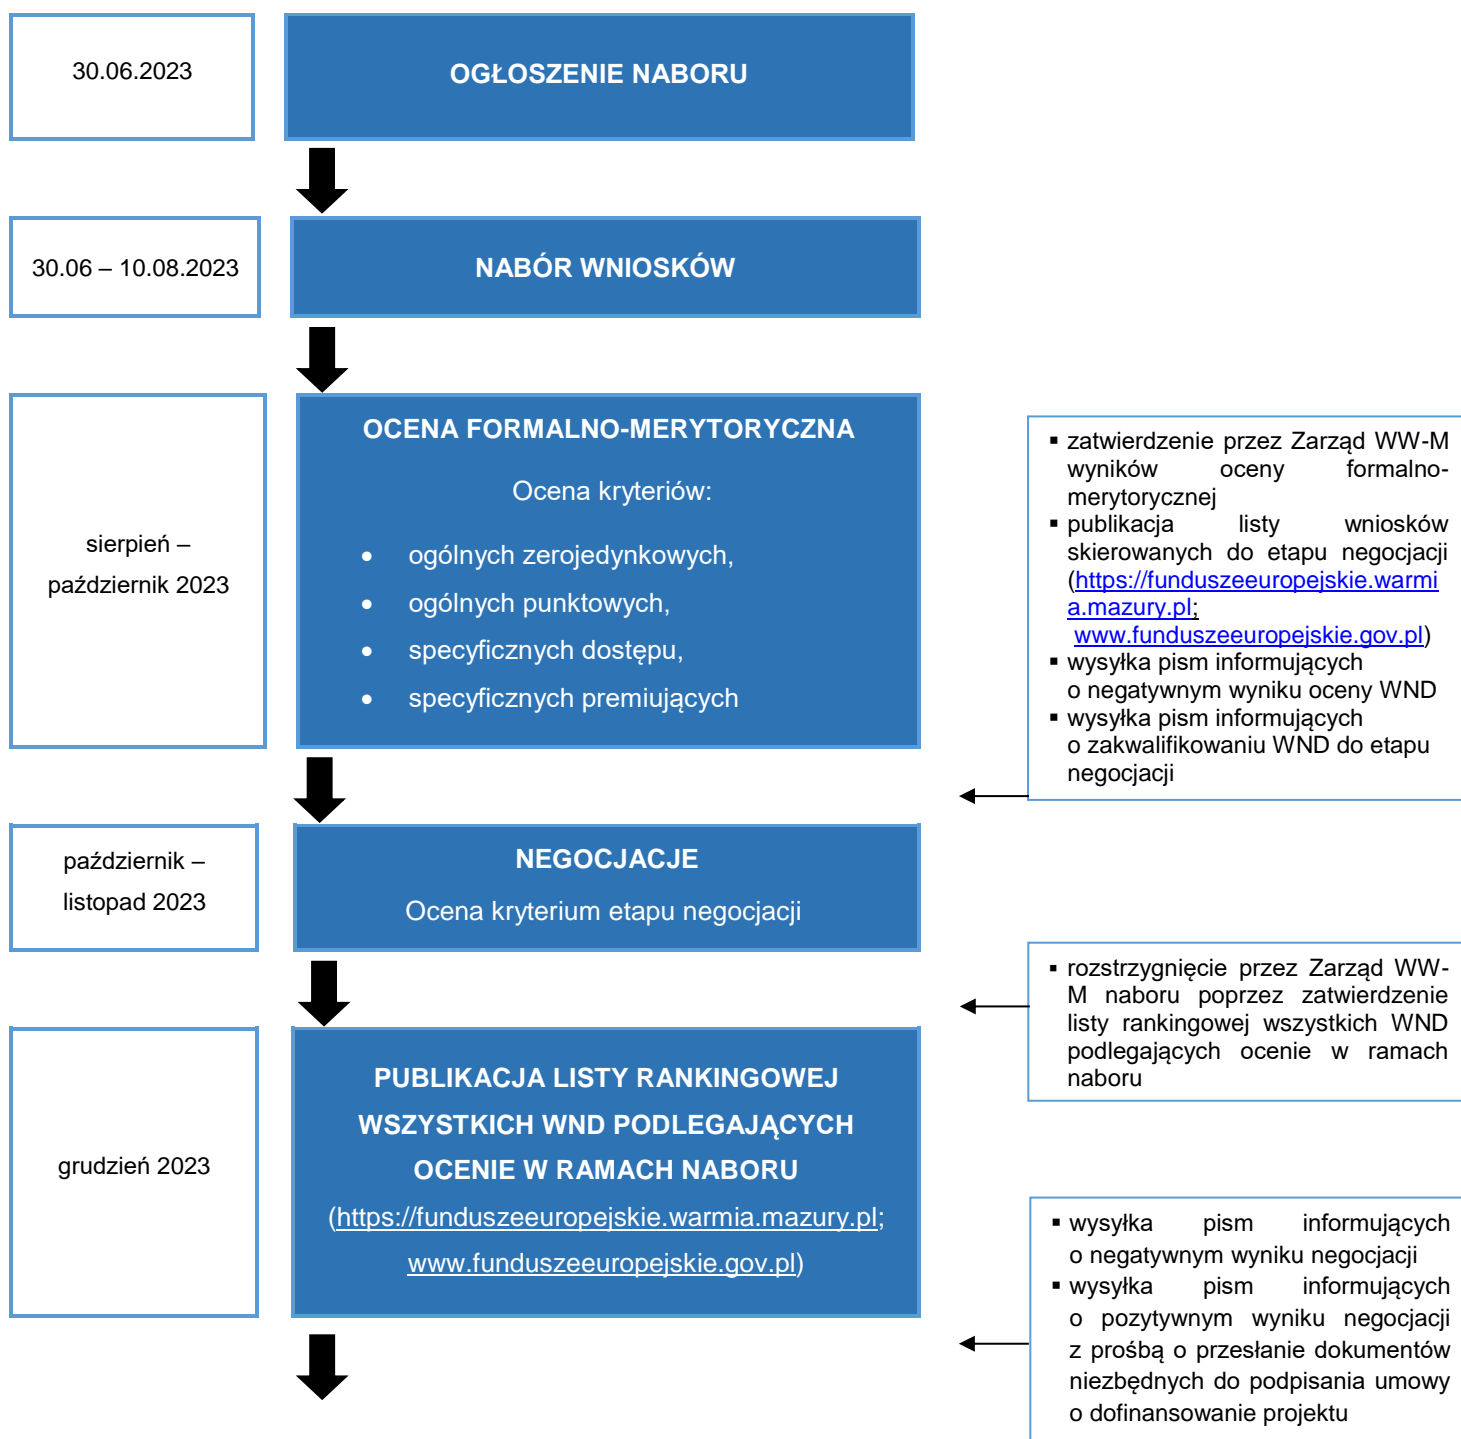 30.06.2023
OGŁOSZENIE NABORU
30.06 – 10.08.2023
NABÓR WNIOSKÓW
sierpień –
październik 2023
OCENA FORMALNO-MERYTORYCZNA
Ocena kryteriów:
• ogólnych zerojedynkowych,
• ogólnych punktowych,
• specyficznych dostępu,
• specyficznych premiujących
▪ zatwierdzenie przez Zarząd WW-M
wyników oceny formalno-
merytorycznej
▪ publikacja listy wniosków
skierowanych do etapu negocjacji
(https://funduszeeuropejskie.warmi
a.mazury.pl;
www.funduszeeuropejskie.gov.pl)
▪ wysyłka pism informujących
o negatywnym wyniku oceny WND
▪ wysyłka pism informujących
o zakwalifikowaniu WND do etapu
negocjacji
październik –
listopad 2023
NEGOCJACJE
Ocena kryterium etapu negocjacji
▪ rozstrzygnięcie przez Zarząd WW-
M naboru poprzez zatwierdzenie
listy rankingowej wszystkich WND
podlegających ocenie w ramach
naboru
grudzień 2023
PUBLIKACJA LISTY RANKINGOWEJ
WSZYSTKICH WND PODLEGAJĄCYCH
OCENIE W RAMACH NABORU
(https://funduszeeuropejskie.warmia.mazury.pl;
www.funduszeeuropejskie.gov.pl)
▪ wysyłka pism informujących
o negatywnym wyniku negocjacji
▪ wysyłka pism informujących
o pozytywnym wyniku negocjacji
z prośbą o przesłanie dokumentów
niezbędnych do podpisania umowy
o dofinansowanie projektu